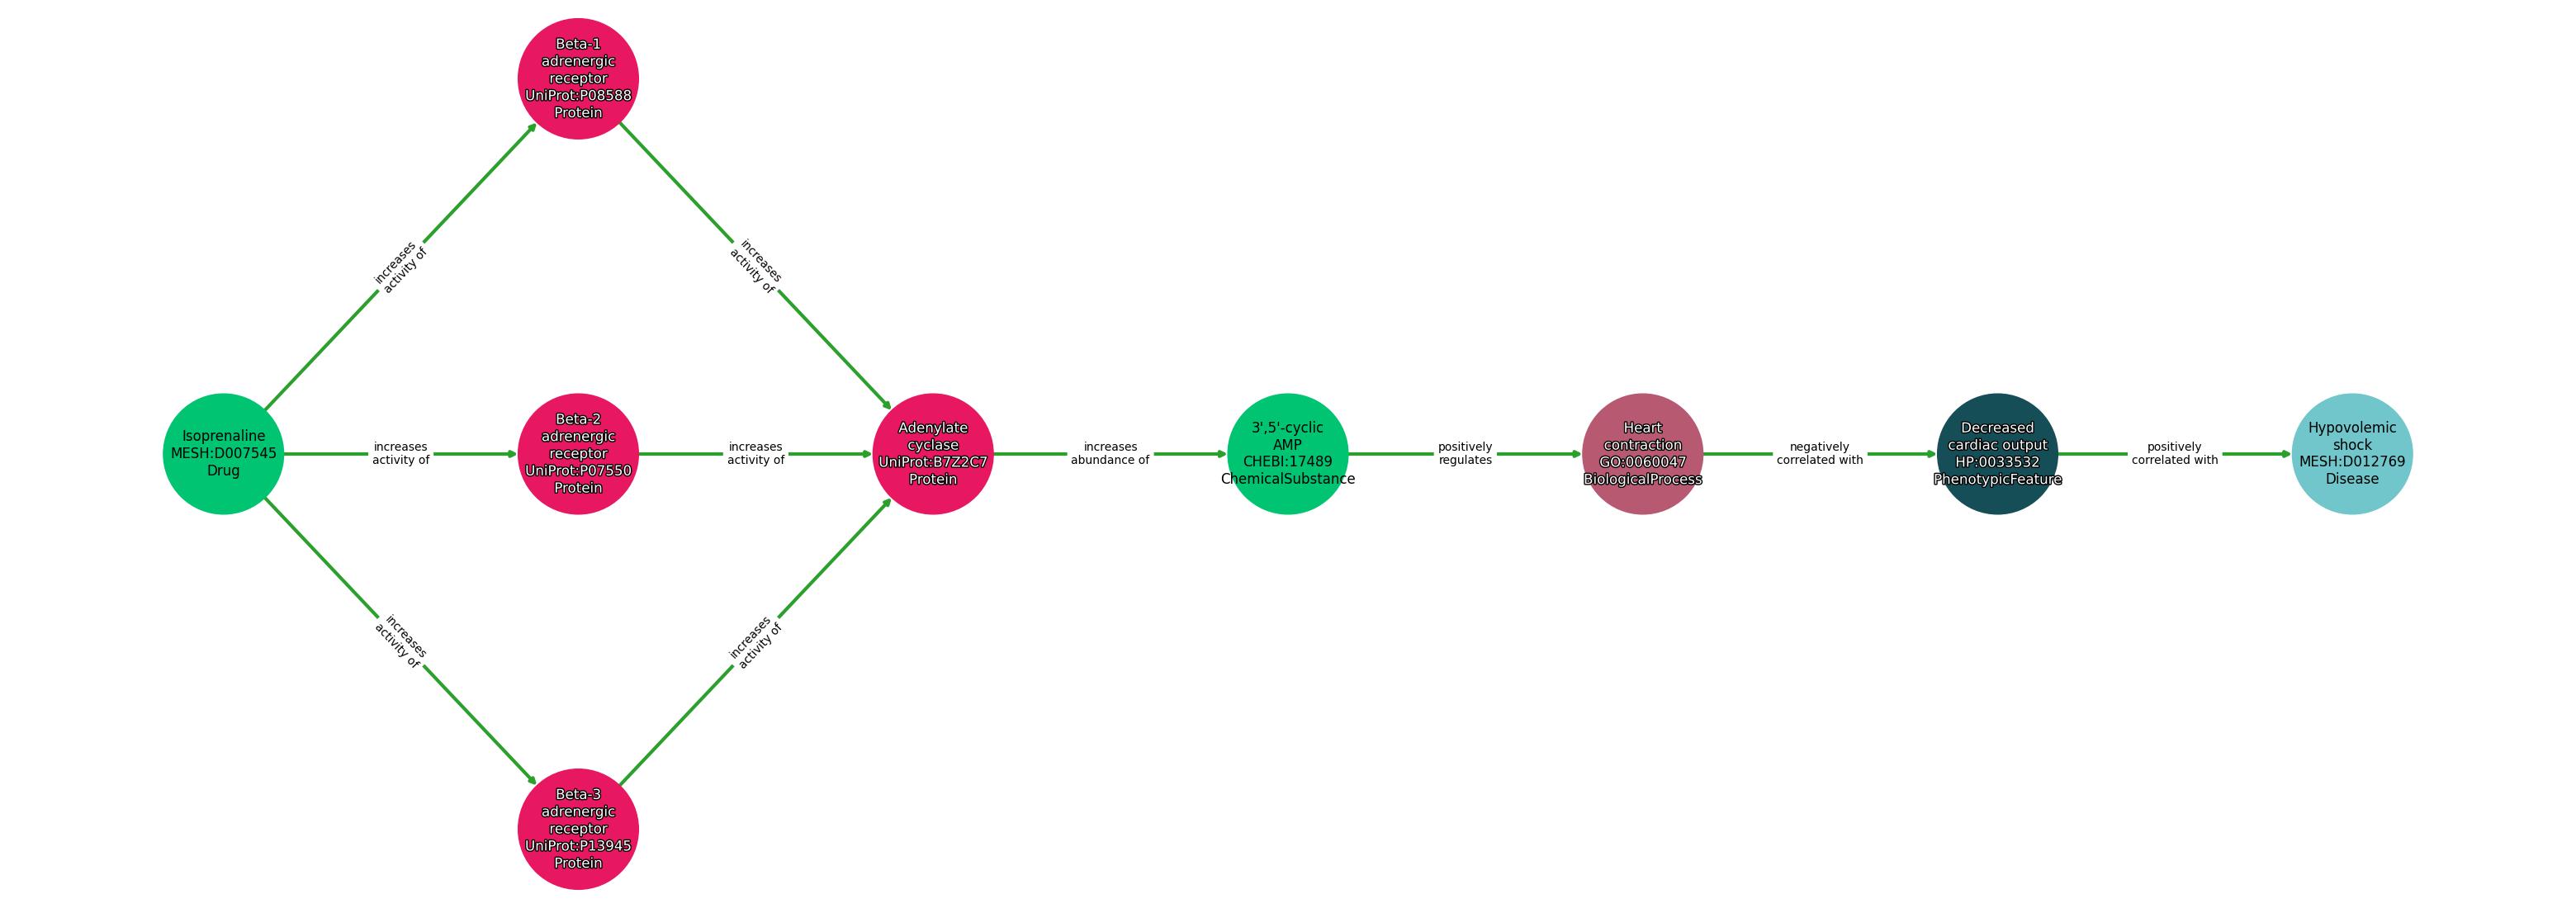 Beta-1
adrenergic
receptor
UniProt:P08588
Protein
increases
activity of
increases
activity of
Isoprenaline
MESH:D007545
Drug
increases
activity of
Beta-2
adrenergic
receptor
UniProt:P07550
Protein
increases
activity of
Adenylate
cyclase
UniProt:B7Z2C7
Protein
increases
abundance of
3',5'-cyclic
AMP
CHEBI:17489
ChemicalSubstance
positively
regulates
Heart
contraction
GO:0060047
BiologicalProcess
negatively
correlated with
Decreased
cardiac output
HP:0033532
PhenotypicFeature
positively
correlated with
Hypovolemic
shock
MESH:D012769
Disease
increases
activity of
increases
activity of
Beta-3
adrenergic
receptor
UniProt:P13945
Protein